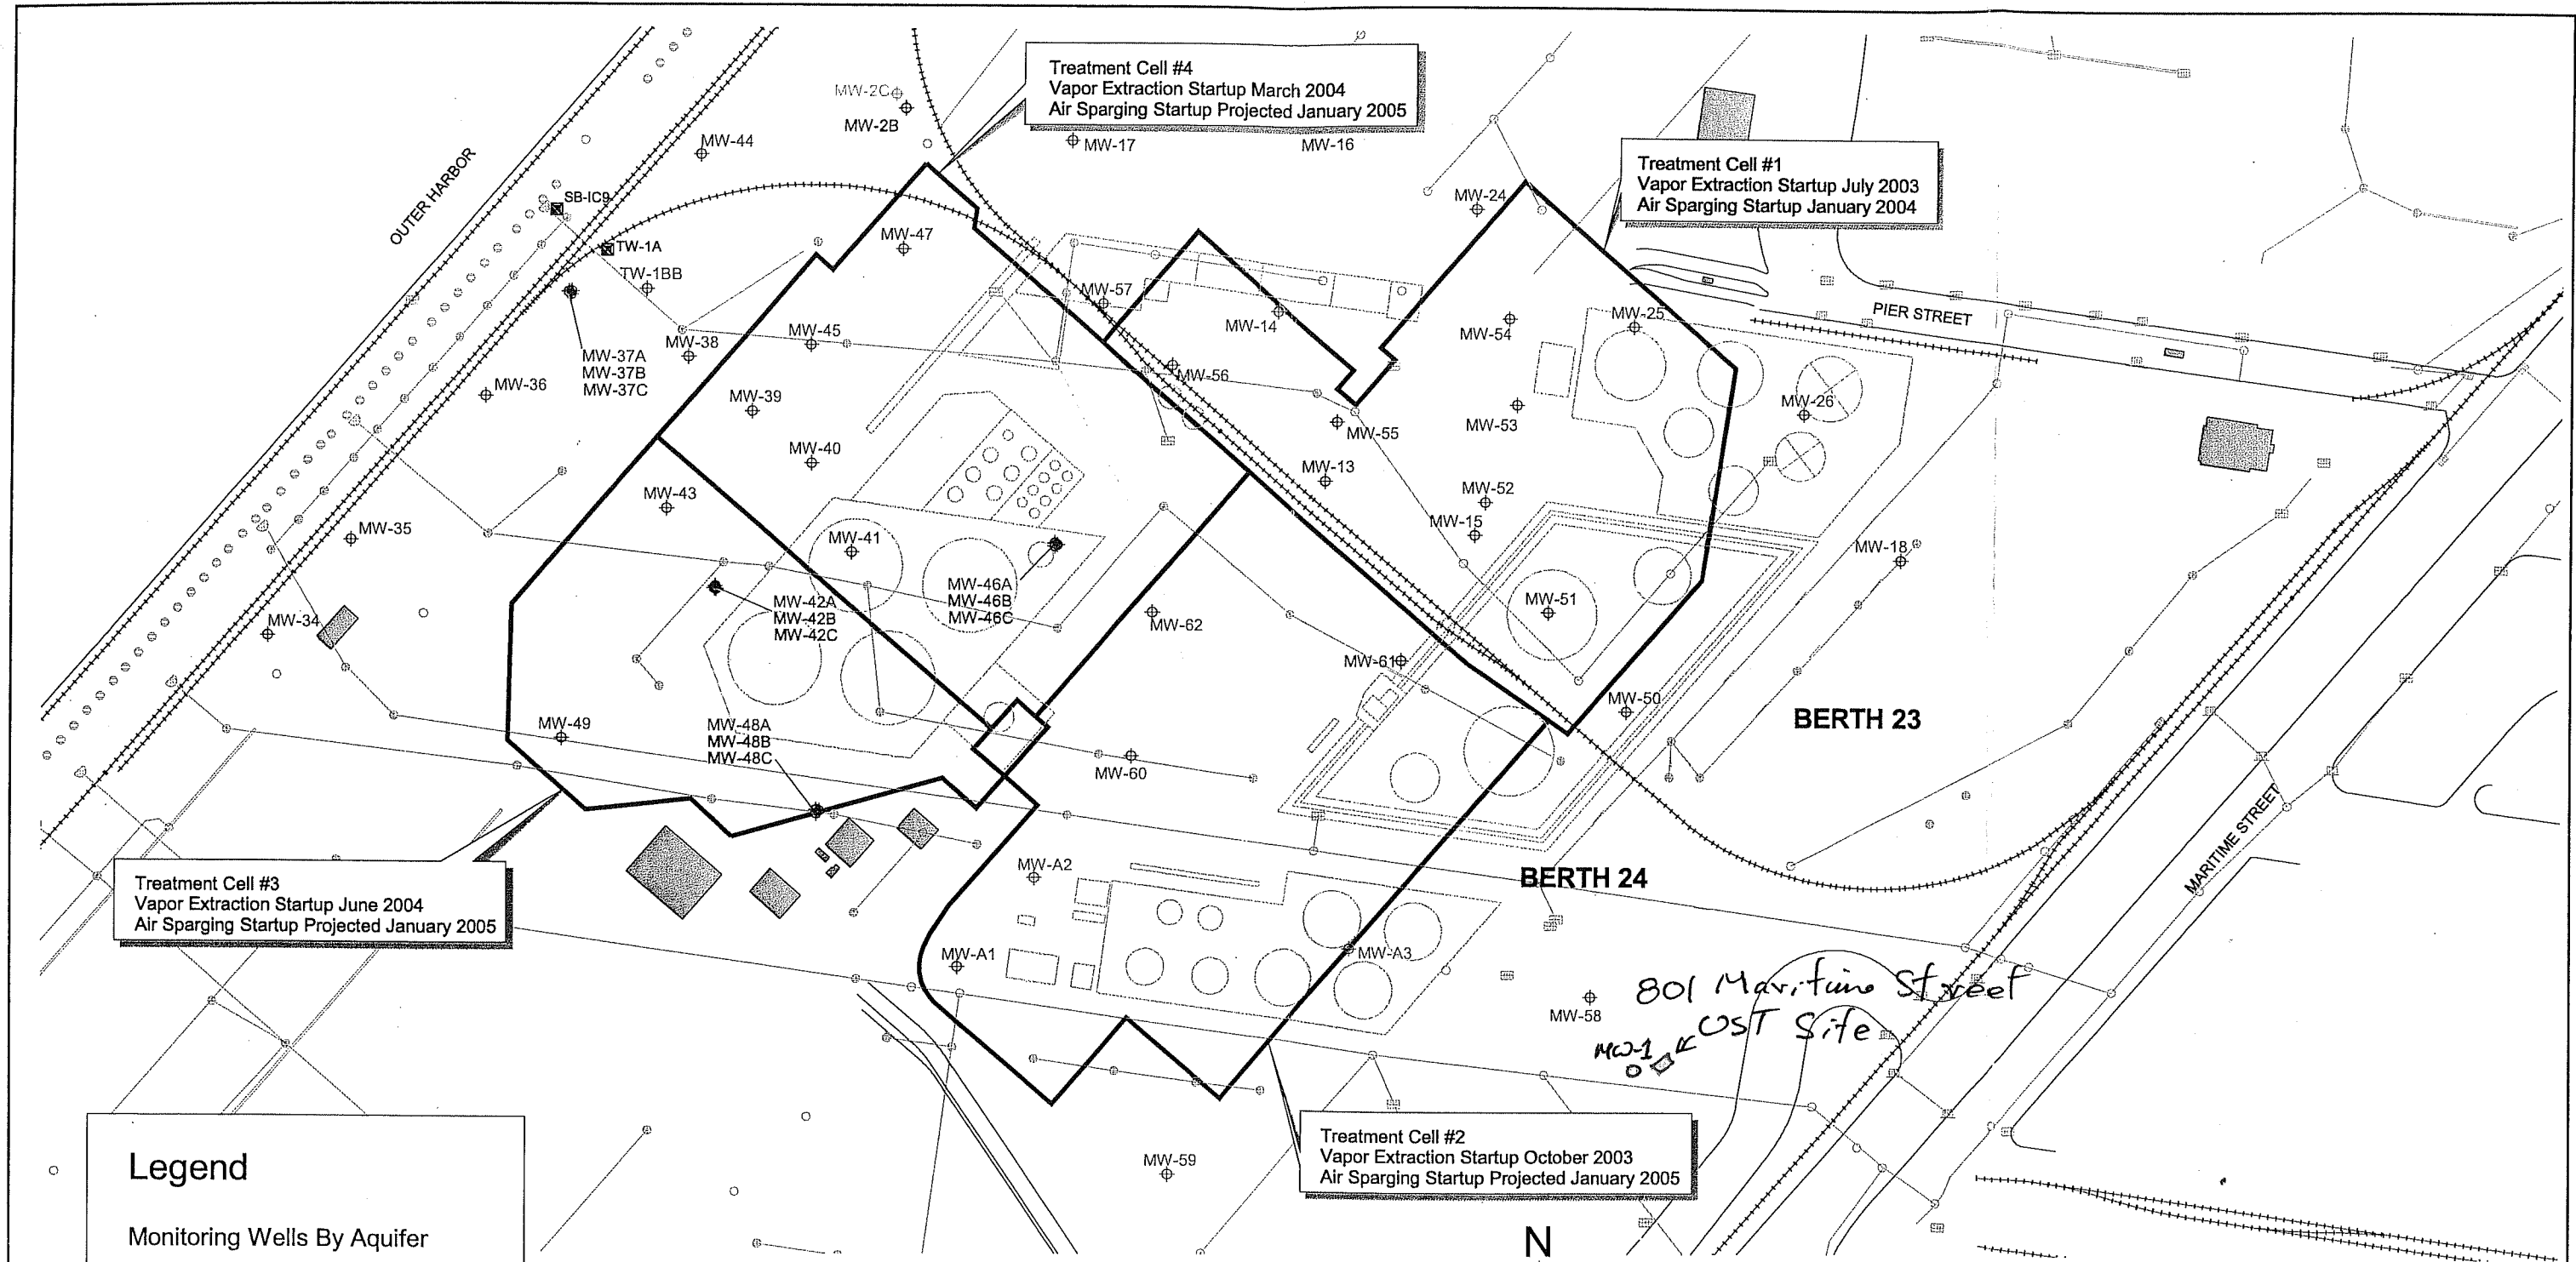 Treatment Cell #4
Vapor Extraction Startup March 2004
Air Sparging Startup Projected January 2005
MW-2C
MW-2B
MW-44
MW-17
MW-16
OUTER HARBOR
Treatment Cell #1
Vapor Extraction Startup July 2003
Air Sparging Startup January 2004
SB-IC9
MW-24
TW-1A
MW-47
TW-1BB
MW-57
MW-14
MW-54
MW-25
PIER STREET
MW-45
MW-38
MW-37A
MW-37B
MW-37C
MW-36
MW-56
MW-39
MW-26
MW-53
MW-55
MW-40
MW-13
MW-43
MW-52
MW-15
MW-35
MW-41
MW-18
MW-46A
MW-46B
MW-46C
MW-42A
MW-42B
MW-42C
MW-51
MW-34
MW-62
MW-61
MW-50
BERTH 23
MW-49
MW-48A
MW-48B
MW-48C
MW-60
MARITIME STREET
Treatment Cell #3
Vapor Extraction Startup June 2004
Air Sparging Startup Projected January 2005
MW-A2
BERTH 24
MW-A1
MW-A3
801 Maritime Street
UST Site
MW-58
MW-1
Treatment Cell #2
Vapor Extraction Startup October 2003
Air Sparging Startup Projected January 2005
MW-59
Legend
Monitoring Wells By Aquifer
N